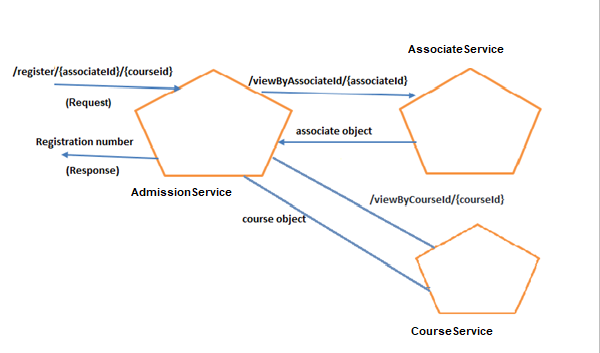 AssociateService
/register/{associateId}/{courseid}
/viewByAssociateId/{associateId}
(Request)
associate object
Registration number
(Response)
AdmissionService
/viewByCourseId/{courseId}
course object
CourseService